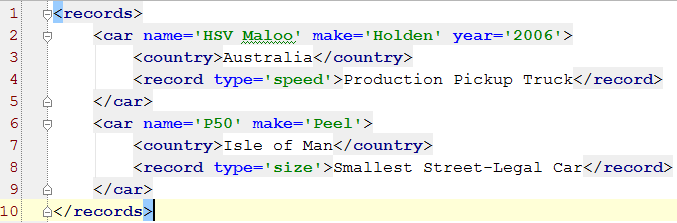 1 <records>
2 <car name='HSV Maloo' make='Holden' year='2006'>
3 <country>Australia</country>
4 <record type='speed'>Production Pickup Truck</record>
5 </car>
6 <car name='P50' make='Peel'>
7 <country>Isle of Man</country>
8 <record type='size'>Smallest Street-Legal Car</record>
9 </car>
10 </records>